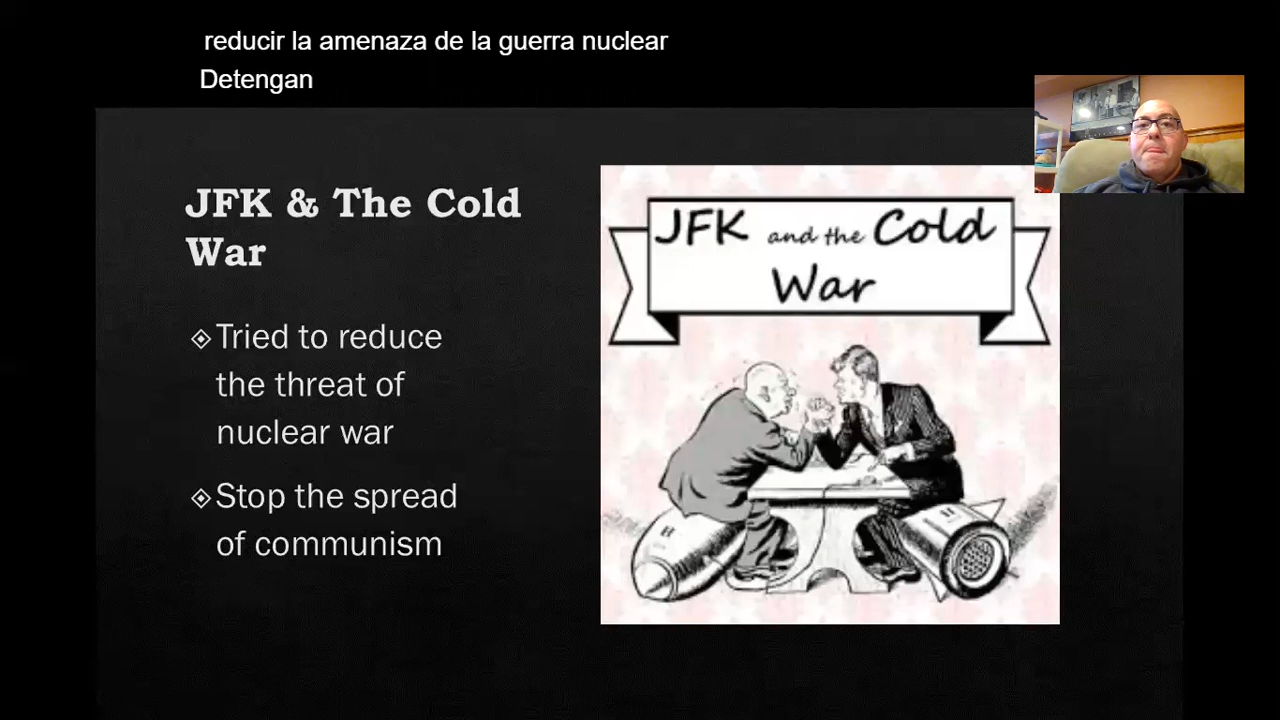 reducir la amenaza de la guerra nuclear
Detengan
JFK & The Cold
War
Tried to reduce
the threat of
nuclear war
Stop the spread
of communism
JFK and the Cold
War
H
H